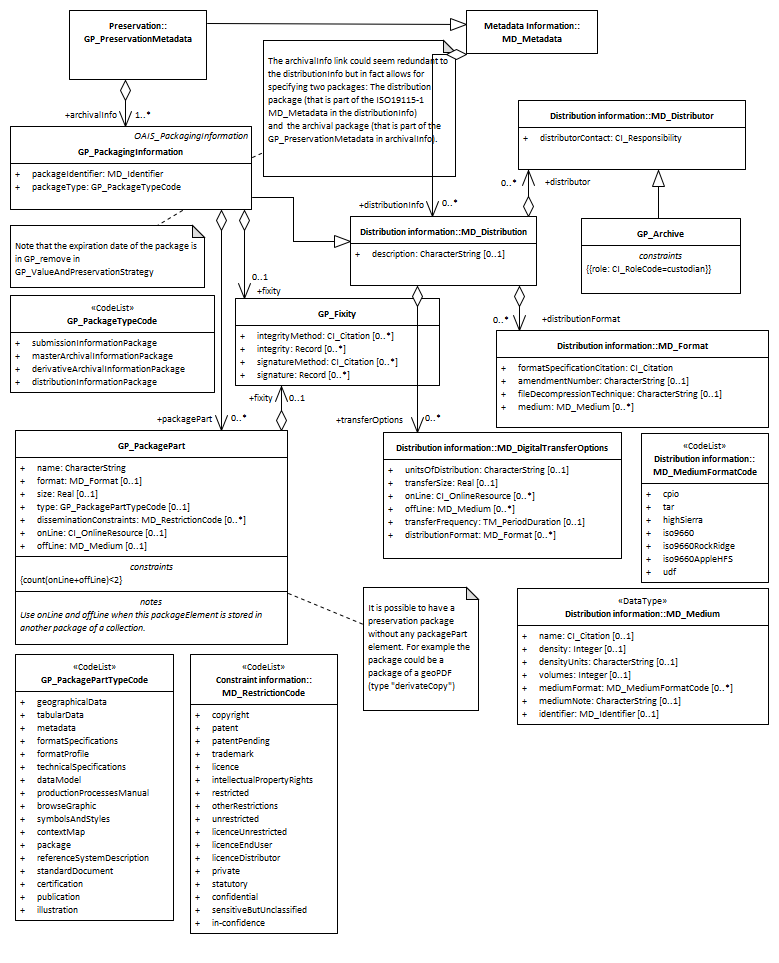 Preservation::
GP_PreservationMetadata
Metadata Information::
MD_Metadata
The archivalInfo link could seem redundant to
the distributionInfo but in fact allows for
specifying two packages: The distribution
package (that is part of the ISO19115-1
MD_Metadata in the distributionInfo)
and the archival package (that is part of the
GP_PreservationMetadata in archivalInfo).
+archivalInfo
1..*
OAIS_PackagingInformation
GP_PackagingInformation
+ packageIdentifier: MD_Identifier
+ packageType: GP_PackageTypeCode
Distribution information::MD_Distributor
+ distributorContact: CI_Responsibility
0..*
+distributor
+distributionInfo
0..*
Distribution information::MD_Distribution
+ description: CharacterString [0..1]
GP_Archive
constraints
{{role: CI_RoleCode=custodian}}
Note that the expiration date of the package is
in GP_remove in
GP_ValueAndPreservationStrategy
0..1
+fixity
«CodeList»
GP_PackageTypeCode
+ submissionInformationPackage
+ masterArchivalInformationPackage
+ derivativeArchivalInformationPackage
+ distributionInformationPackage
GP_Fixity
+ integrityMethod: CI_Citation [0..*]
+ integrity: Record [0..*]
+ signatureMethod: CI_Citation [0..*]
+ signature: Record [0..*]
0..*
+distributionFormat
Distribution information::MD_Format
+ formatSpecificationCitation: CI_Citation
+ amendmentNumber: CharacterString [0..1]
+ fileDecompressionTechnique: CharacterString [0..1]
+ medium: MD_Medium [0..*]
+fixity
0..1
+packagePart
0..*
+transferOptions
0..*
GP_PackagePart
+ name: CharacterString
+ format: MD_Format [0..1]
+ size: Real [0..1]
+ type: GP_PackagePartTypeCode [0..1]
+ disseminationConstraints: MD_RestrictionCode [0..*]
+ onLine: CI_OnlineResource [0..1]
+ offLine: MD_Medium [0..1]
constraints
{count(onLine+offLine)<2}
notes
Use onLine and offLine when this packageElement is stored in
another package of a collection.
Distribution information::MD_DigitalTransferOptions
+ unitsOfDistribution: CharacterString [0..1]
+ transferSize: Real [0..1]
+ onLine: CI_OnlineResource [0..*]
+ offLine: MD_Medium [0..*]
+ transferFrequency: TM_PeriodDuration [0..1]
+ distributionFormat: MD_Format [0..*]
«CodeList»
Distribution information::
MD_MediumFormatCode
+ cpio
+ tar
+ highSierra
+ iso9660
+ iso9660RockRidge
+ iso9660AppleHFS
+ udf
It is possible to have a
preservation package
without any packagePart
element. For example the
package could be a
package of a geoPDF
(type "derivateCopy")
«DataType»
Distribution information::MD_Medium
+ name: CI_Citation [0..1]
+ density: Integer [0..1]
+ densityUnits: CharacterString [0..1]
+ volumes: Integer [0..1]
+ mediumFormat: MD_MediumFormatCode [0..*]
+ mediumNote: CharacterString [0..1]
+ identifier: MD_Identifier [0..1]
«CodeList»
GP_PackagePartTypeCode
+ geographicalData
+ tabularData
+ metadata
+ formatSpecifications
+ formatProfile
+ technicalSpecifications
+ dataModel
+ productionProcessesManual
+ browseGraphic
+ symbolsAndStyles
+ contextMap
+ package
+ referenceSystemDescription
+ standardDocument
+ certification
+ publication
+ illustration
«CodeList»
Constraint information::
MD_RestrictionCode
+ copyright
+ patent
+ patentPending
+ trademark
+ licence
+ intellectualPropertyRights
+ restricted
+ otherRestrictions
+ unrestricted
+ licenceUnrestricted
+ licenceEndUser
+ licenceDistributor
+ private
+ statutory
+ confidential
+ sensitiveButUnclassified
+ in-confidence